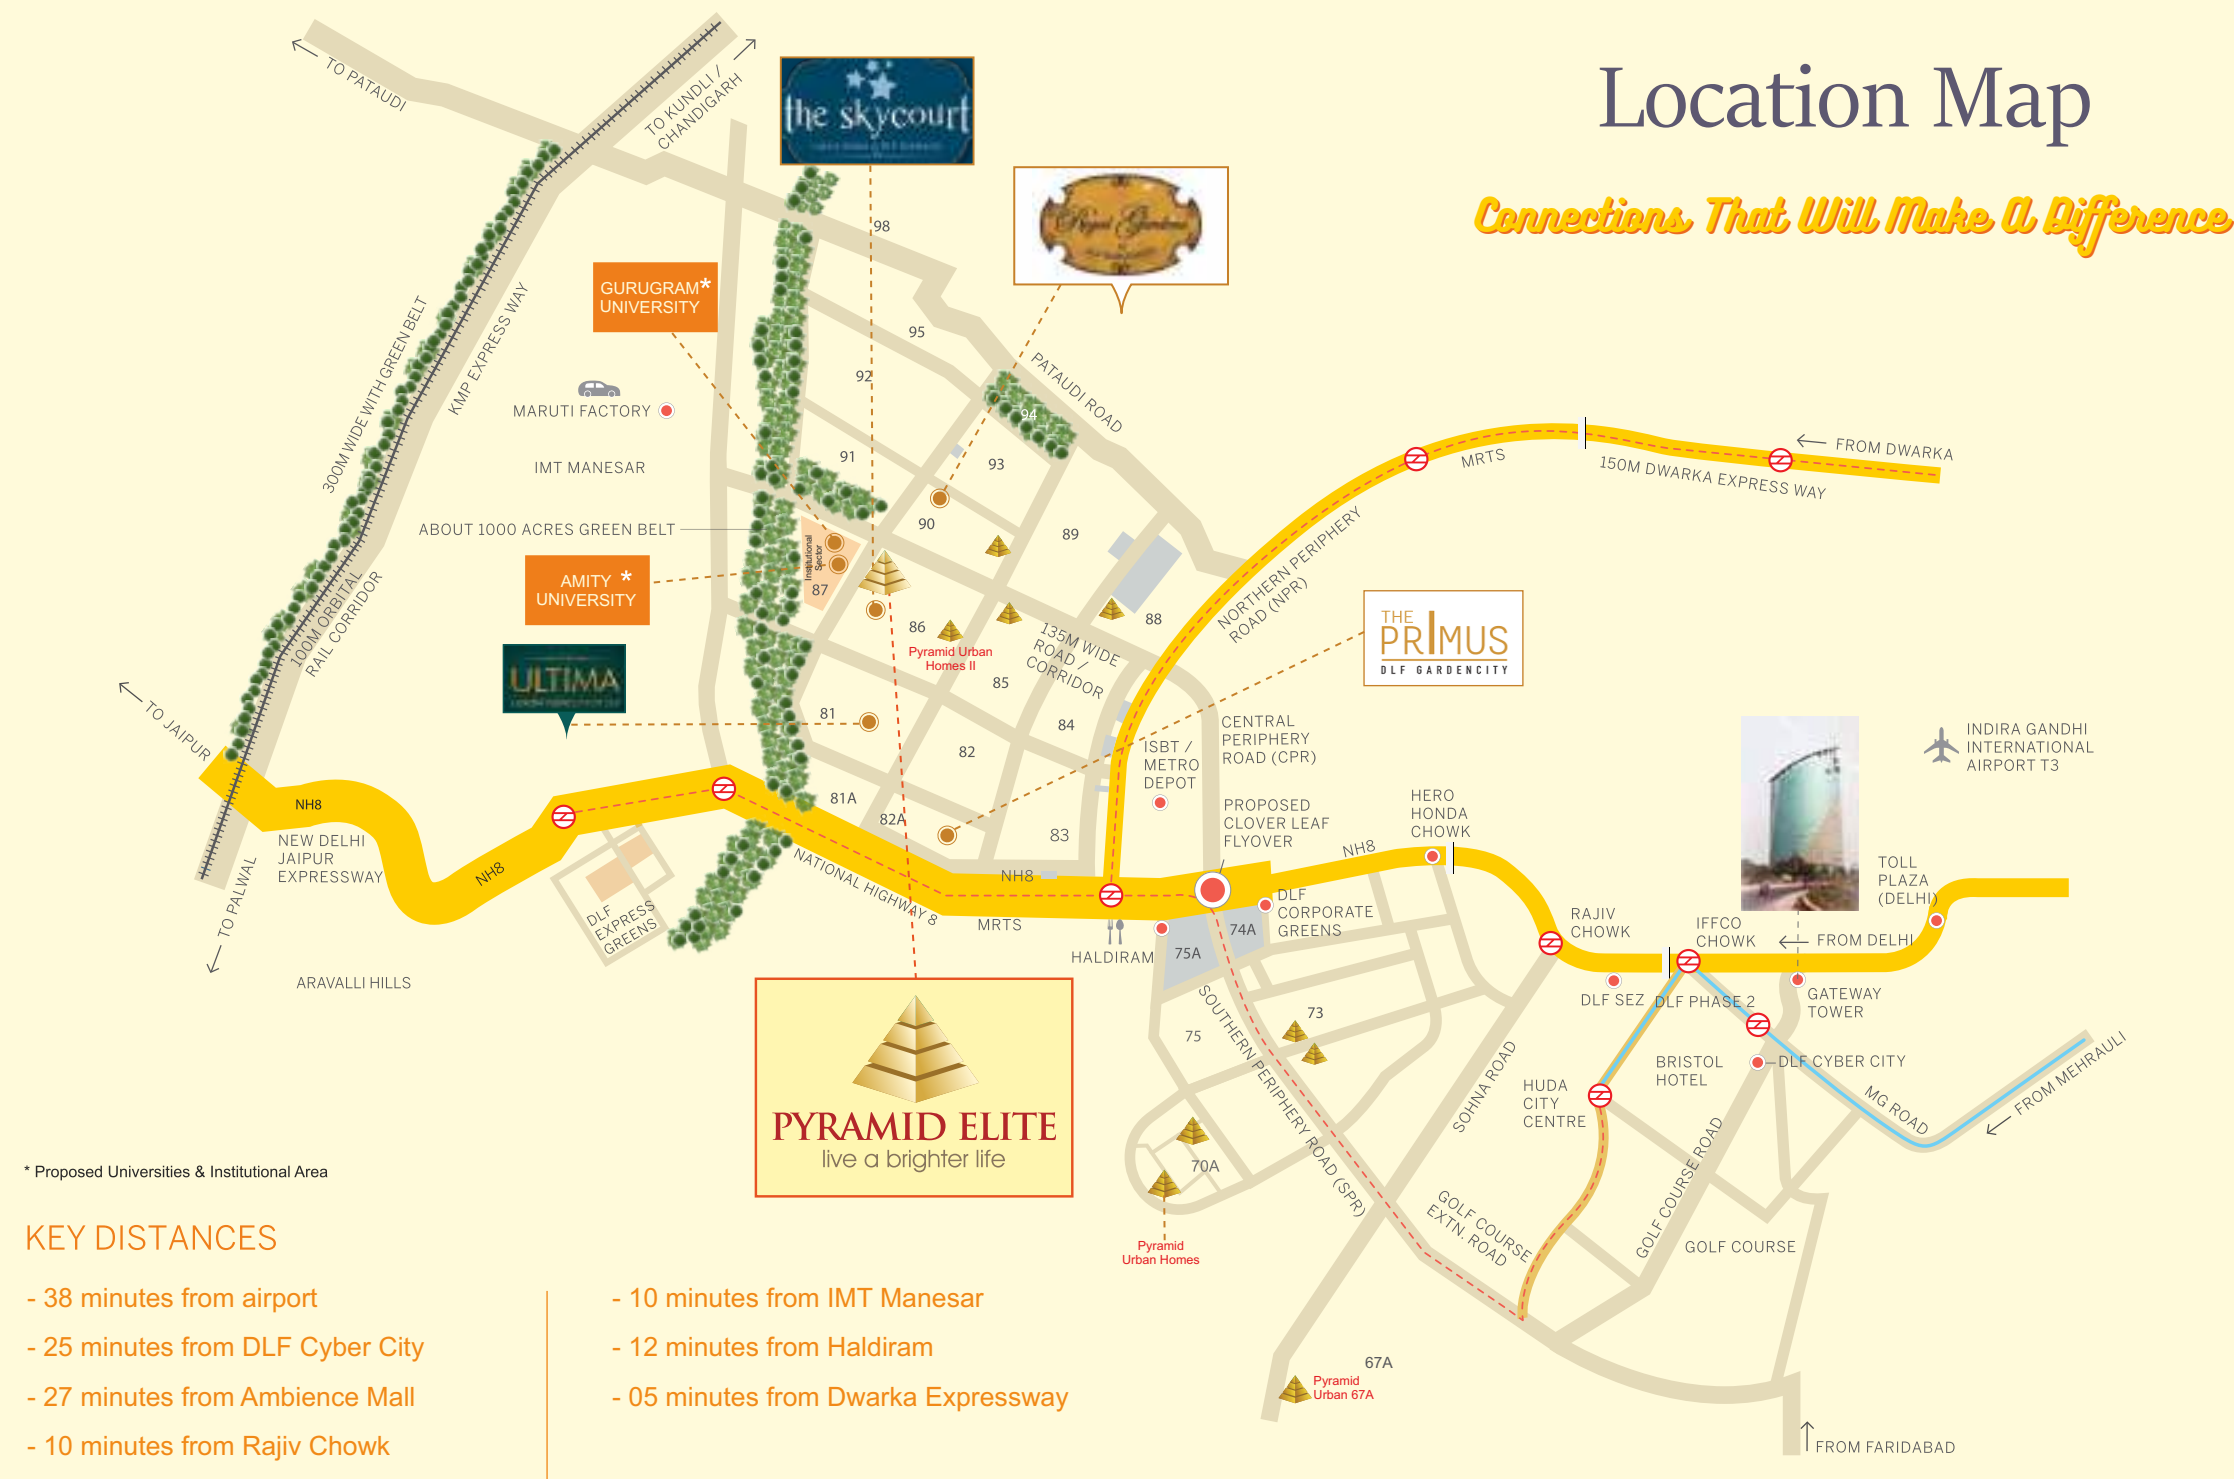 Location Map
Connections That Will Make A Difference
TO PATAUDI
TO KUNDLI /
CHANDIGARH
the skycourt
Royal Gardens
98
GURUGRAM*
UNIVERSITY
95
92
PATAUDI ROAD
94
300M WIDE WITH GREEN BELT
KMP EXPRESS WAY
MARUTI FACTORY
IMT MANESAR
91
93
FROM DWARKA
MRTS
150M DWARKA EXPRESS WAY
ABOUT 1000 ACRES GREEN BELT
90
89
Institutional
Sector
87
AMITY *
UNIVERSITY
100M ORBITAL
RAIL CORRIDOR
NORTHERN PERIPHERY
ROAD (NPR)
86
88
Pyramid Urban
Homes II
135M WIDE
ROAD /
CORRIDOR
THE
PRIMUS
DLF GARDENCITY
ULTIMA
85
81
84
82
TO JAIPUR
CENTRAL
PERIPHERY
ROAD (CPR)
ISBT /
METRO
DEPOT
INDIRA GANDHI
INTERNATIONAL
AIRPORT T3
NH8
81A
82A
83
PROPOSED
CLOVER LEAF
FLYOVER
HERO
HONDA
CHOWK
NEW DELHI
JAIPUR
EXPRESSWAY
NH8
NATIONAL HIGHWAY 8
NH8
NH8
TOLL
PLAZA
(DELHI)
TO PALWAL
DLF
EXPRESS
GREENS
MRTS
DLF
CORPORATE
GREENS
RAJIV
CHOWK
IFFCO
CHOWK
FROM DELHI
HALDIRAM
75A
74A
ARAVALLI HILLS
DLF SEZ
DLF PHASE 2
GATEWAY
TOWER
75
73
SOUTHERN PERIPHERY ROAD (SPR)
SOHNA ROAD
BRISTOL
HOTEL
DLF CYBER CITY
HUDA
CITY
CENTRE
MG ROAD
FROM MEHRAULI
PYRAMID ELITE
live a brighter life
70A
Pyramid
Urban Homes
GOLF COURSE
EXTN. ROAD
GOLF COURSE ROAD
GOLF COURSE
67A
Pyramid
Urban 67A
FROM FARIDABAD
* Proposed Universities & Institutional Area
KEY DISTANCES
- 38 minutes from airport
- 25 minutes from DLF Cyber City
- 27 minutes from Ambience Mall
- 10 minutes from Rajiv Chowk
- 10 minutes from IMT Manesar
- 12 minutes from Haldiram
- 05 minutes from Dwarka Expressway